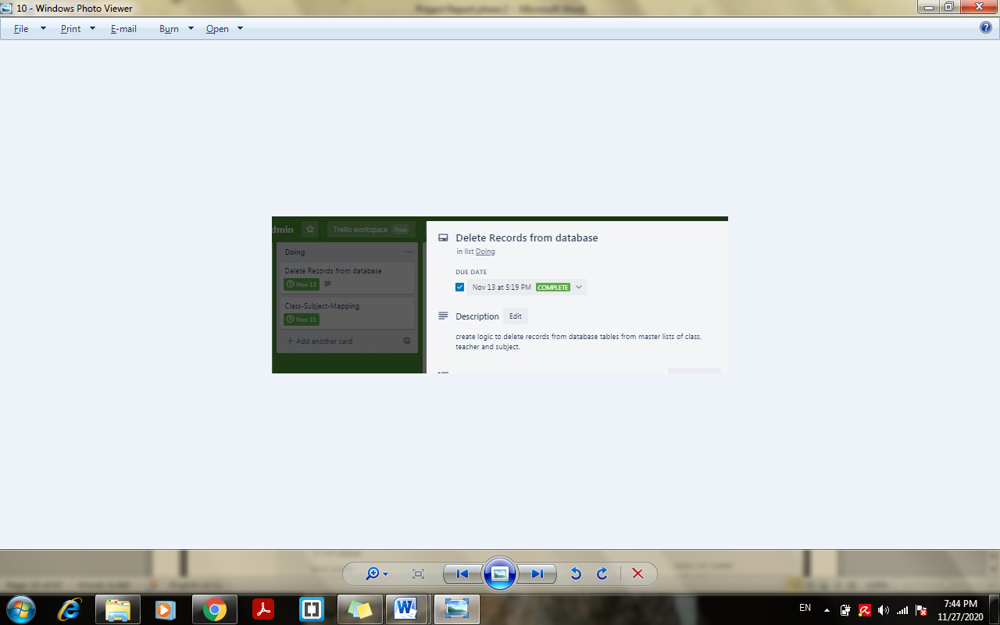 10 - Windows Photo Viewer
Project Report phase 2 - Microsoft Word
File Print E-mail Burn Open
dmin Trello workspace Free
Doing
Delete Records from database
Nov 13
Class-Subject-Mapping
Nov 15
+ Add another card
Delete Records from database
in list Doing
DUE DATE
Nov 13 at 5:19 PM COMPLETE
Description Edit
create logic to delete records from database tables from master lists of class,
teacher and subject.
EN
7:44 PM
11/27/2020